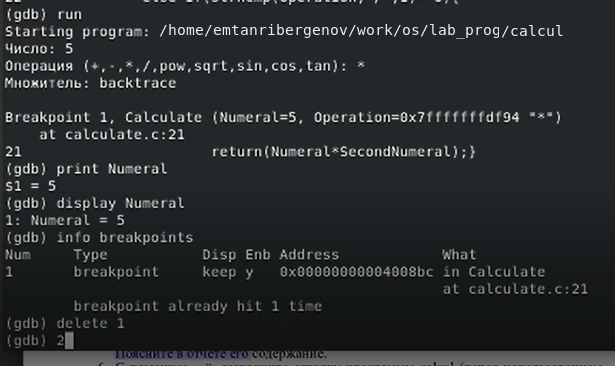 (gdb) run
Starting program: /home/emtanribergenov/work/os/lab_prog/calcul
Число: 5
Операция (+,-,*,/,pow,sqrt,sin,cos,tan): *
Множитель: backtrace
Breakpoint 1, Calculate (Numeral=5, Operation=0x7fffffffdf94 "*")
at calculate.c:21
21 return(Numeral*SecondNumeral);}
(gdb) print Numeral
$1 = 5
(gdb) display Numeral
1: Numeral = 5
(gdb) info breakpoints
Num Type Disp Enb Address What
1 breakpoint keep y 0x00000000004008bc in Calculate
at calculate.c:21
breakpoint already hit 1 time
(gdb) delete 1
(gdb) 2
Поясните в отчёте его содержание.